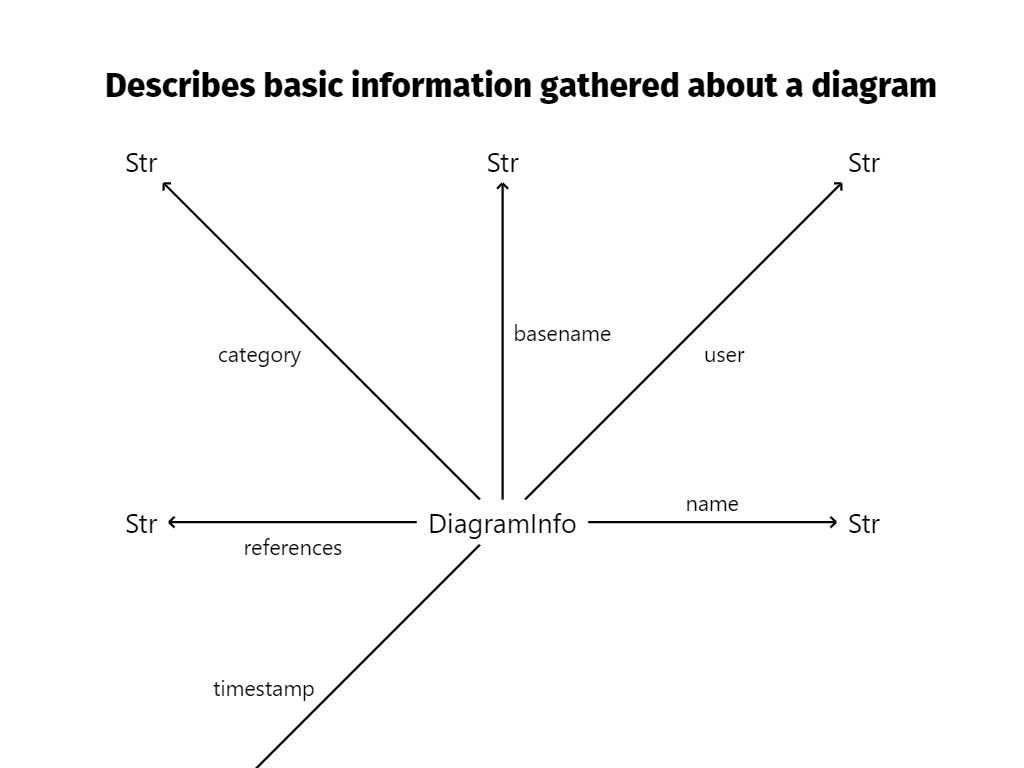 Describes basic information gathered about a diagram
Str
Str
Str
basename
category
user
name
Str
DiagramInfo
Str
references
timestamp